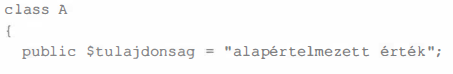 class A
{
public $tulajdonsag = "alapértelmezett érték";